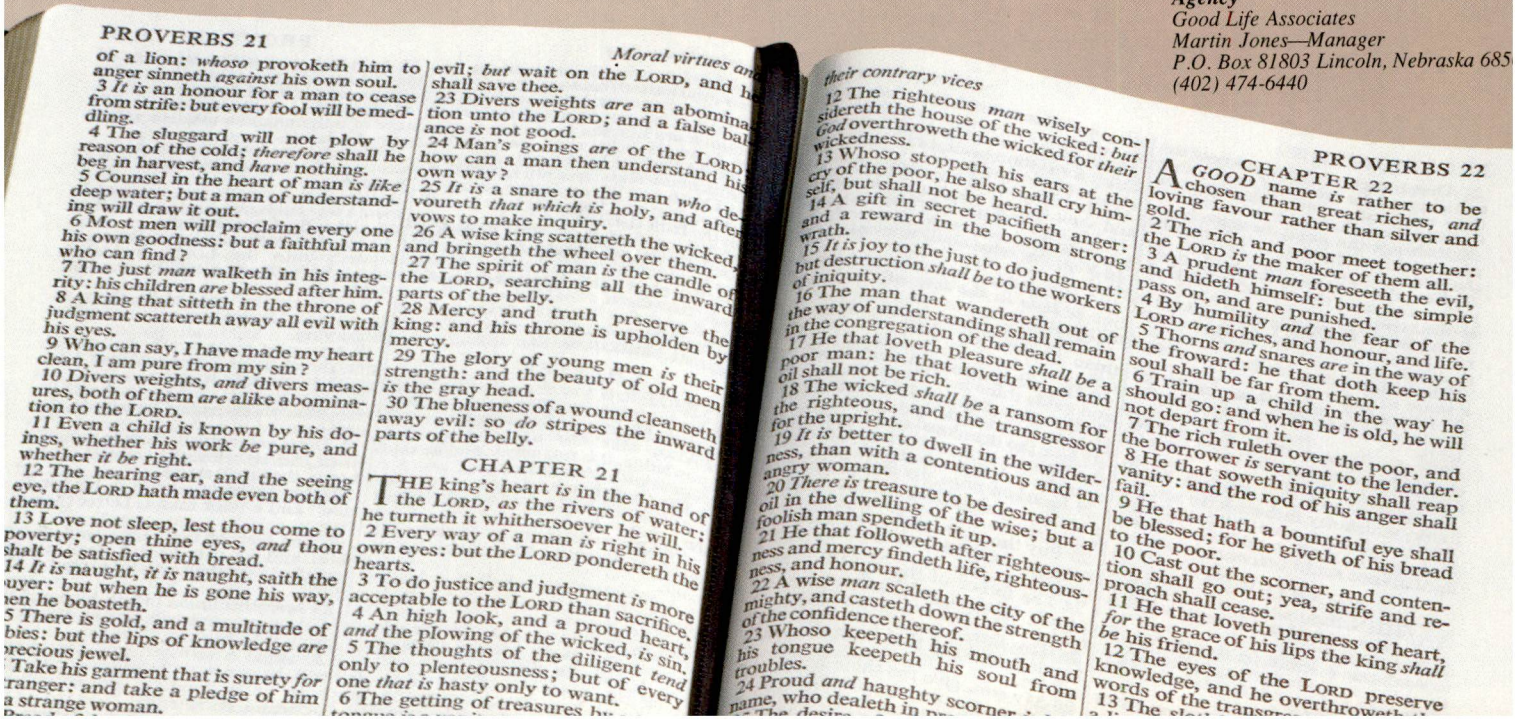 Agency
Good Life Associates
Martin Jones—Manager
P.O. Box 81803 Lincoln, Nebraska 685
(402) 474-6440
PROVERBS 21
Moral virtues and
of a lion: whoso provoketh him to
anger sinneth against his own soul.
3 It is an honour for a man to cease
from strife: but every fool will be med-
dling.
4 The sluggard will not plow by
reason of the cold; therefore shall he
beg in harvest, and have nothing.
5 Counsel in the heart of man is like
deep water; but a man of understand-
ing will draw it out.
6 Most men will proclaim every one
his own goodness: but a faithful man
who can find?
7 The just man walketh in his integ-
rity: his children are blessed after him.
8 A king that sitteth in the throne of
judgment scattereth away all evil with
his eyes.
9 Who can say, I have made my heart
clean, I am pure from my sin?
10 Divers weights, and divers meas-
ures, both of them are alike abomina-
tion to the LORD.
11 Even a child is known by his do-
ings, whether his work be pure, and
whether it be right.
12 The hearing ear, and the seeing
eye, the LORD hath made even both of
them.
13 Love not sleep, lest thou come to
poverty; open thine eyes, and thou
shalt be satisfied with bread.
14 It is naught, it is naught, saith the
uyer: but when he is gone his way,
en he boasteth.
5 There is gold, and a multitude of
bies: but the lips of knowledge are
precious jewel.
Take his garment that is surety for
ranger: and take a pledge of him
a strange woman.
evil; but wait on the LORD, and he
shall save thee.
23 Divers weights are an abomina-
tion unto the LORD; and a false bal-
ance is not good.
24 Man's goings are of the LORD;
how can a man then understand his
own way?
25 It is a snare to the man who de-
voureth that which is holy, and after
vows to make inquiry.
26 A wise king scattereth the wicked,
and bringeth the wheel over them.
27 The spirit of man is the candle of
the LORD, searching all the inward
parts of the belly.
28 Mercy and truth preserve the
king: and his throne is upholden by
mercy.
29 The glory of young men is their
strength: and the beauty of old men
is the gray head.
30 The blueness of a wound cleanseth
away evil: so do stripes the inward
parts of the belly.
CHAPTER 21
THE king's heart is in the hand of
the LORD, as the rivers of water:
he turneth it whithersoever he will.
2 Every way of a man is right in his
own eyes: but the LORD pondereth the
hearts.
3 To do justice and judgment is more
acceptable to the LORD than sacrifice.
4 An high look, and a proud heart,
and the plowing of the wicked, is sin.
5 The thoughts of the diligent tend
only to plenteousness; but of every
one that is hasty only to want.
6 The getting of treasures by
their contrary vices
12 The righteous man wisely con-
sidereth the house of the wicked: but
God overthroweth the wicked for their
wickedness.
13 Whoso stoppeth his ears at the
cry of the poor, he also shall cry him-
self, but shall not be heard.
14 A gift in secret pacifieth anger:
and a reward in the bosom strong
wrath.
15 It is joy to the just to do judgment:
but destruction shall be to the workers
of iniquity.
16 The man that wandereth out of
the way of understanding shall remain
in the congregation of the dead.
17 He that loveth pleasure shall be a
poor man: he that loveth wine and
oil shall not be rich.
18 The wicked shall be a ransom for
the righteous, and the transgressor
for the upright.
19 It is better to dwell in the wilder-
ness, than with a contentious and an
angry woman.
20 There is treasure to be desired and
oil in the dwelling of the wise; but a
foolish man spendeth it up.
21 He that followeth after righteous-
ness and mercy findeth life, righteous-
ness, and honour.
22 A wise man scaleth the city of the
mighty, and casteth down the strength
of the confidence thereof.
23 Whoso keepeth his mouth and
his tongue keepeth his soul from
troubles.
24 Proud and haughty scorner
name, who dealeth in
The desire
PROVERBS 22
CHAPTER 22
A GOOD name is rather to be
chosen than great riches, and
loving favour rather than silver and
gold.
2 The rich and poor meet together:
the LORD is the maker of them all.
3 A prudent man foreseeth the evil,
and hideth himself: but the simple
pass on, and are punished.
4 By humility and the fear of the
LORD are riches, and honour, and life.
5 Thorns and snares are in the way of
the froward: he that doth keep his
soul shall be far from them.
6 Train up a child in the way he
should go: and when he is old, he will
not depart from it.
7 The rich ruleth over the poor, and
the borrower is servant to the lender.
8 He that soweth iniquity shall reap
vanity: and the rod of his anger shall
fail.
9 He that hath a bountiful eye shall
be blessed; for he giveth of his bread
to the poor.
10 Cast out the scorner, and conten-
tion shall go out; yea, strife and re-
proach shall cease.
11 He that loveth pureness of heart,
for the grace of his lips the king shall
be his friend.
12 The eyes of the LORD preserve
knowledge, and he overthroweth the
words of the
13 The